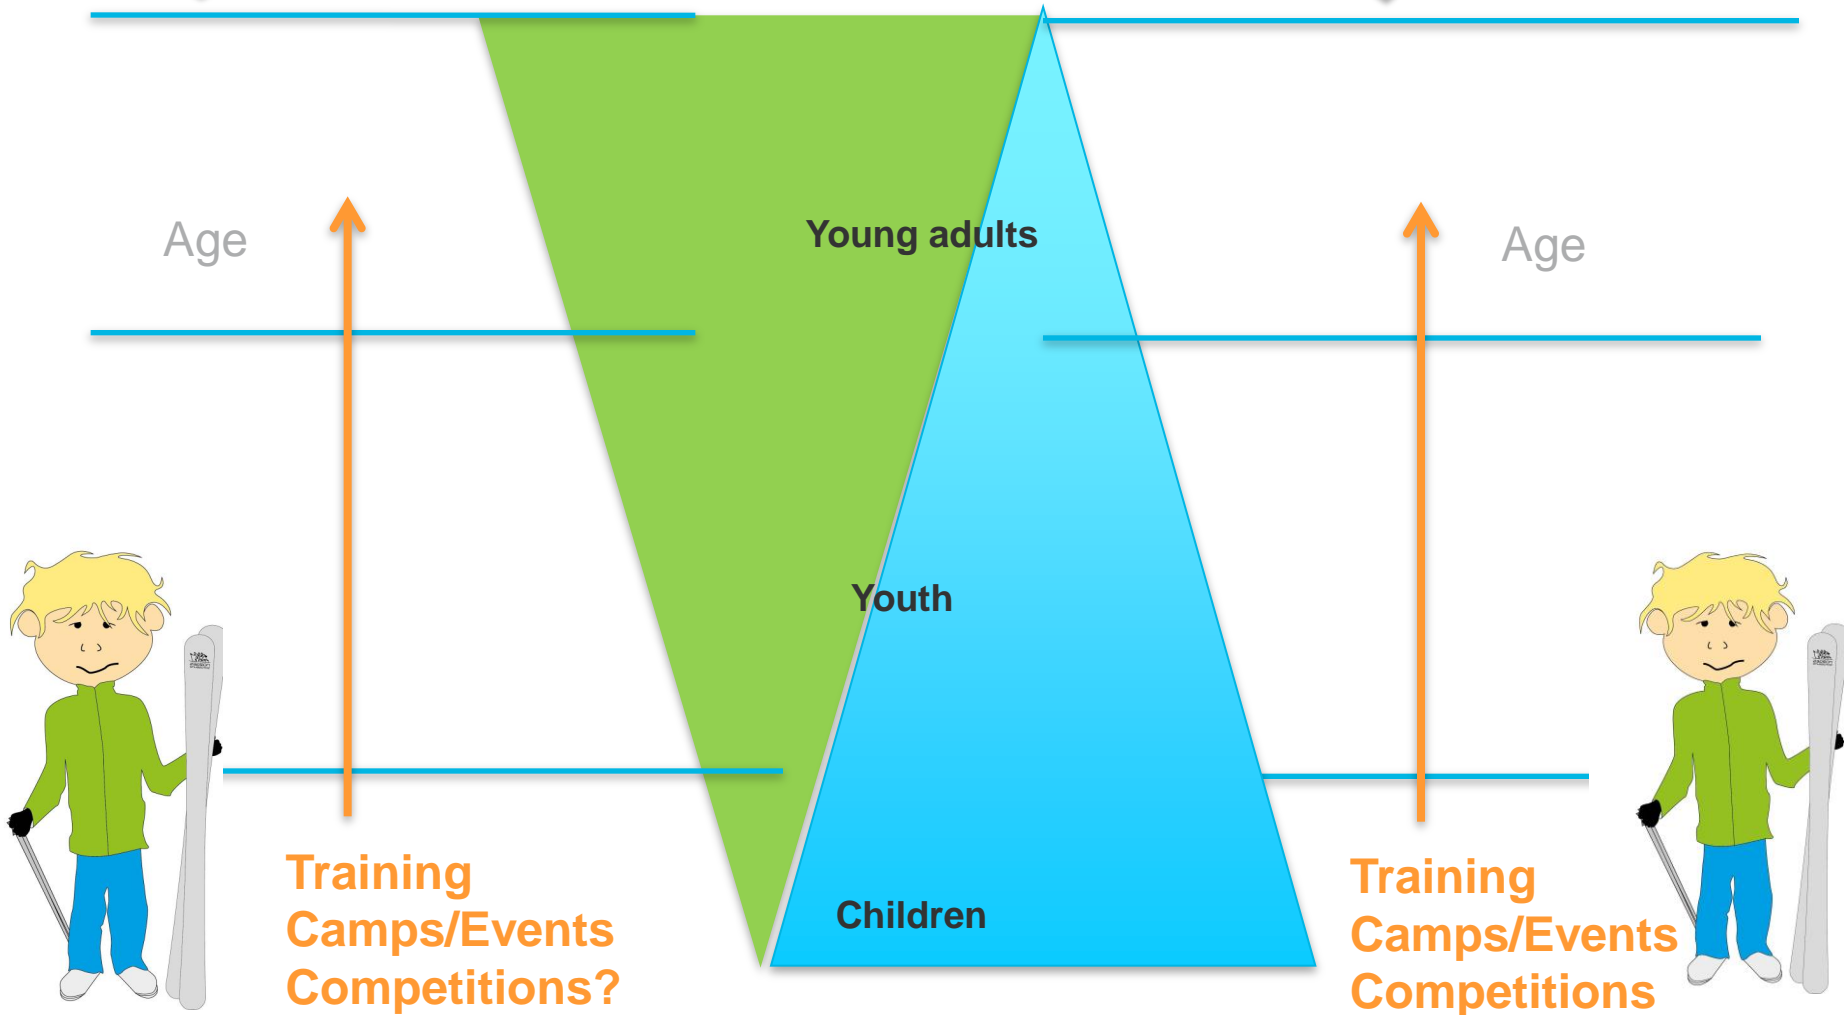 Age
Young adults
Age
Youth
Children
Training
Camps/Events
Competitions?
Training
Camps/Events
Competitions